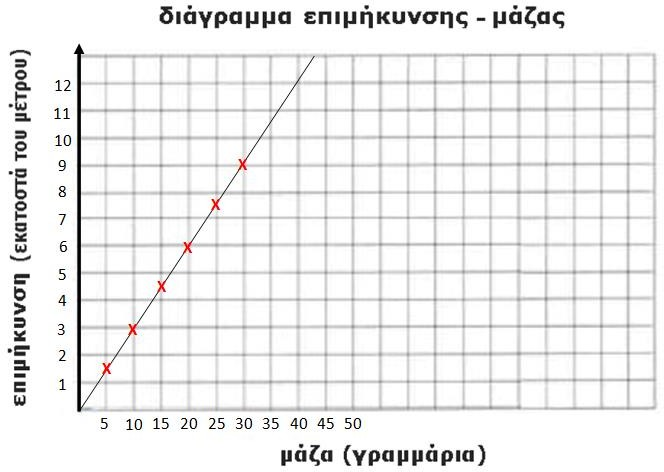 διάγραμμα επιμήκυνσης - μάζας
επιμήκυνση (εκατοστά του μέτρου)
12
11
10
9
8
7
6
5
4
3
2
1
X
X
X
X
X
X
5 10 15 20 25 30 35 40 45 50
μάζα (γραμμάρια)